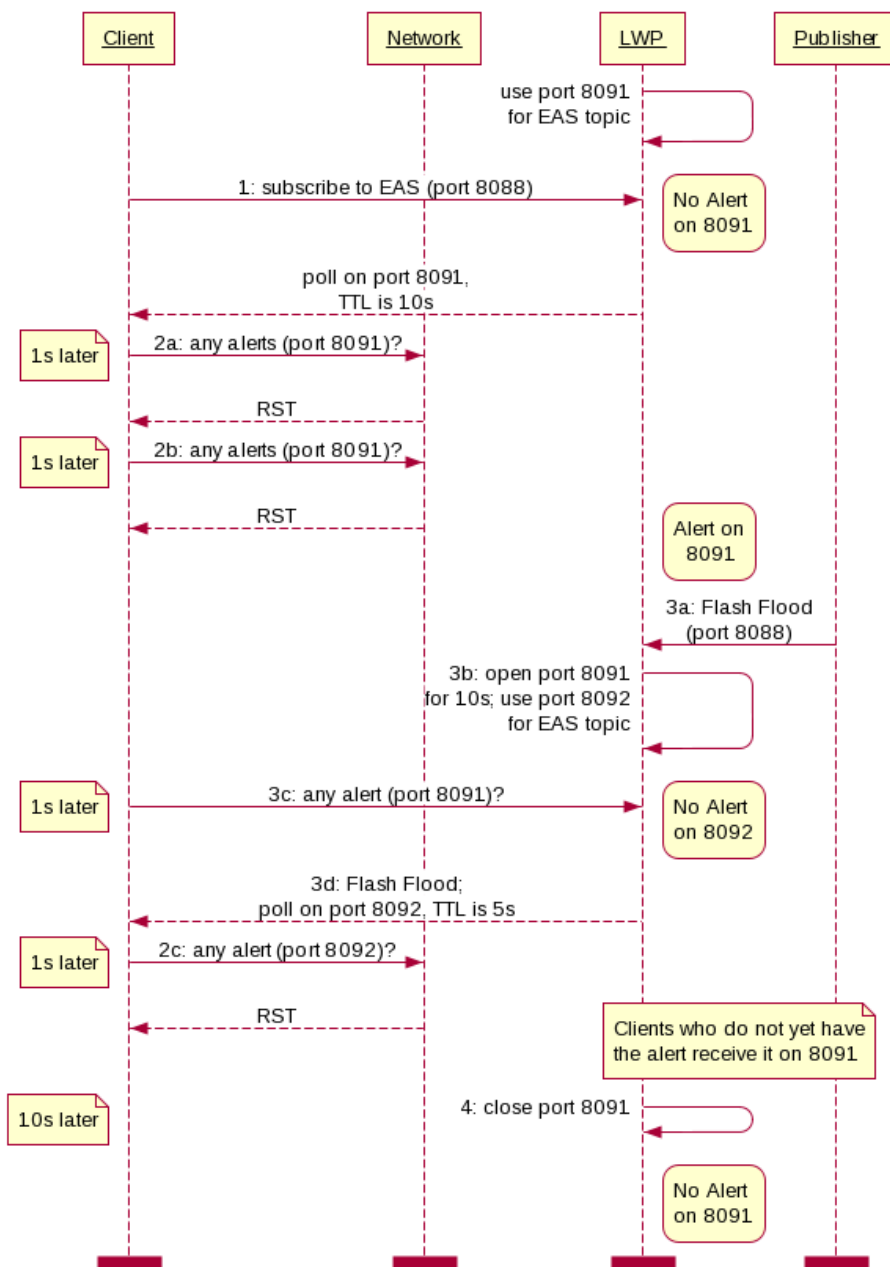 Client
Network
LWP
Publisher
use port 8091
for EAS topic
1: subscribe to EAS (port 8088)
No Alert
on 8091
poll on port 8091,
TTL is 10s
1s later
2a: any alerts (port 8091)?
RST
1s later
2b: any alerts (port 8091)?
RST
Alert on
8091
3a: Flash Flood
(port 8088)
3b: open port 8091
for 10s; use port 8092
for EAS topic
1s later
3c: any alert (port 8091)?
No Alert
on 8092
3d: Flash Flood;
poll on port 8092, TTL is 5s
1s later
2c: any alert (port 8092)?
RST
Clients who do not yet have
the alert receive it on 8091
10s later
4: close port 8091
No Alert
on 8091